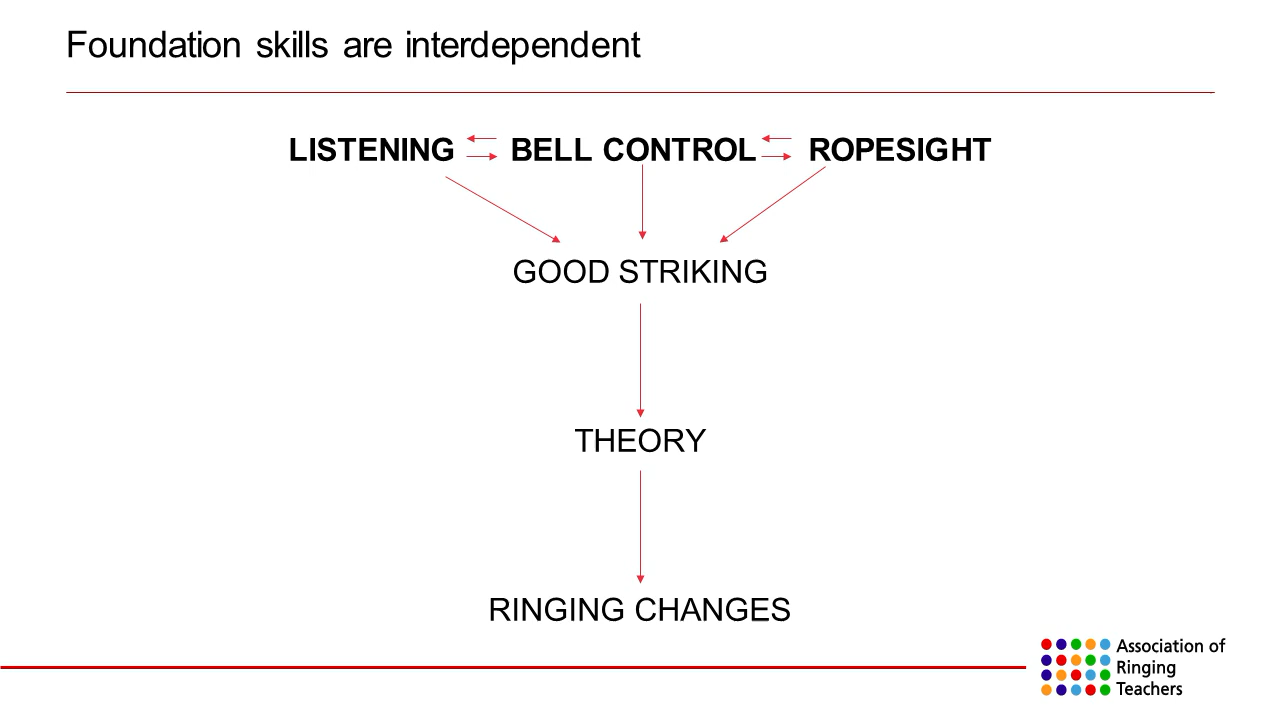 Foundation skills are interdependent
LISTENING BELL CONTROL ROPESIGHT
GOOD STRIKING
THEORY
RINGING CHANGES
Association of
Ringing
Teachers